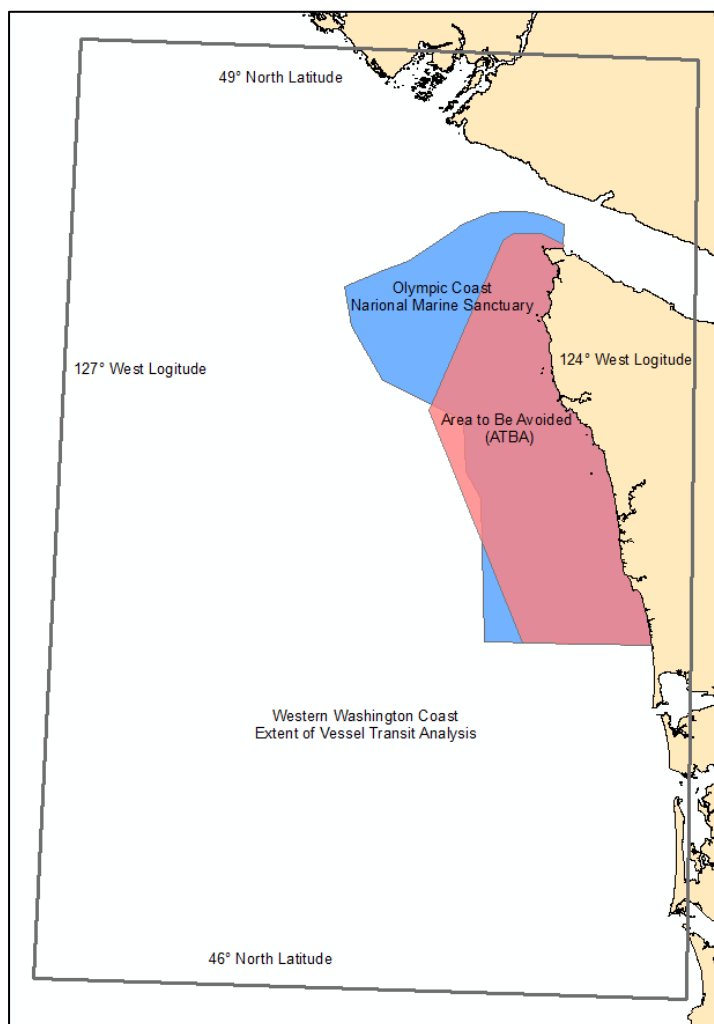 49° North Latitude
Olympic Coast
Narional Marine Sanctuary
127° West Logitude
124° West Logitude
Area to Be Avoided
(ATBA)
Western Washington Coast
Extent of Vessel Transit Analysis
46° North Latitude